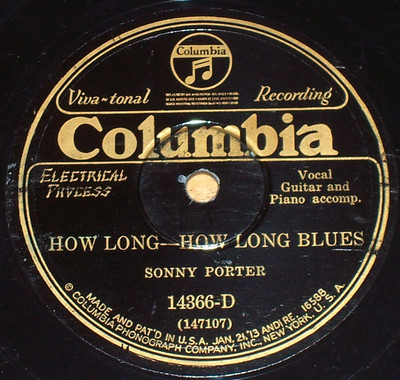 Columbia
Viva-tonal Recording
Columbia
ELECTRICAL PROCESS
Vocal
Guitar and
Piano accomp.
HOW LONG—HOW LONG BLUES
SONNY PORTER
14366-D
(147107)
MADE AND PAT'D IN U.S.A. JAN. 21, '13 AND RE 16588
© COLUMBIA PHONOGRAPH COMPANY, INC., NEW YORK, U.S.A.